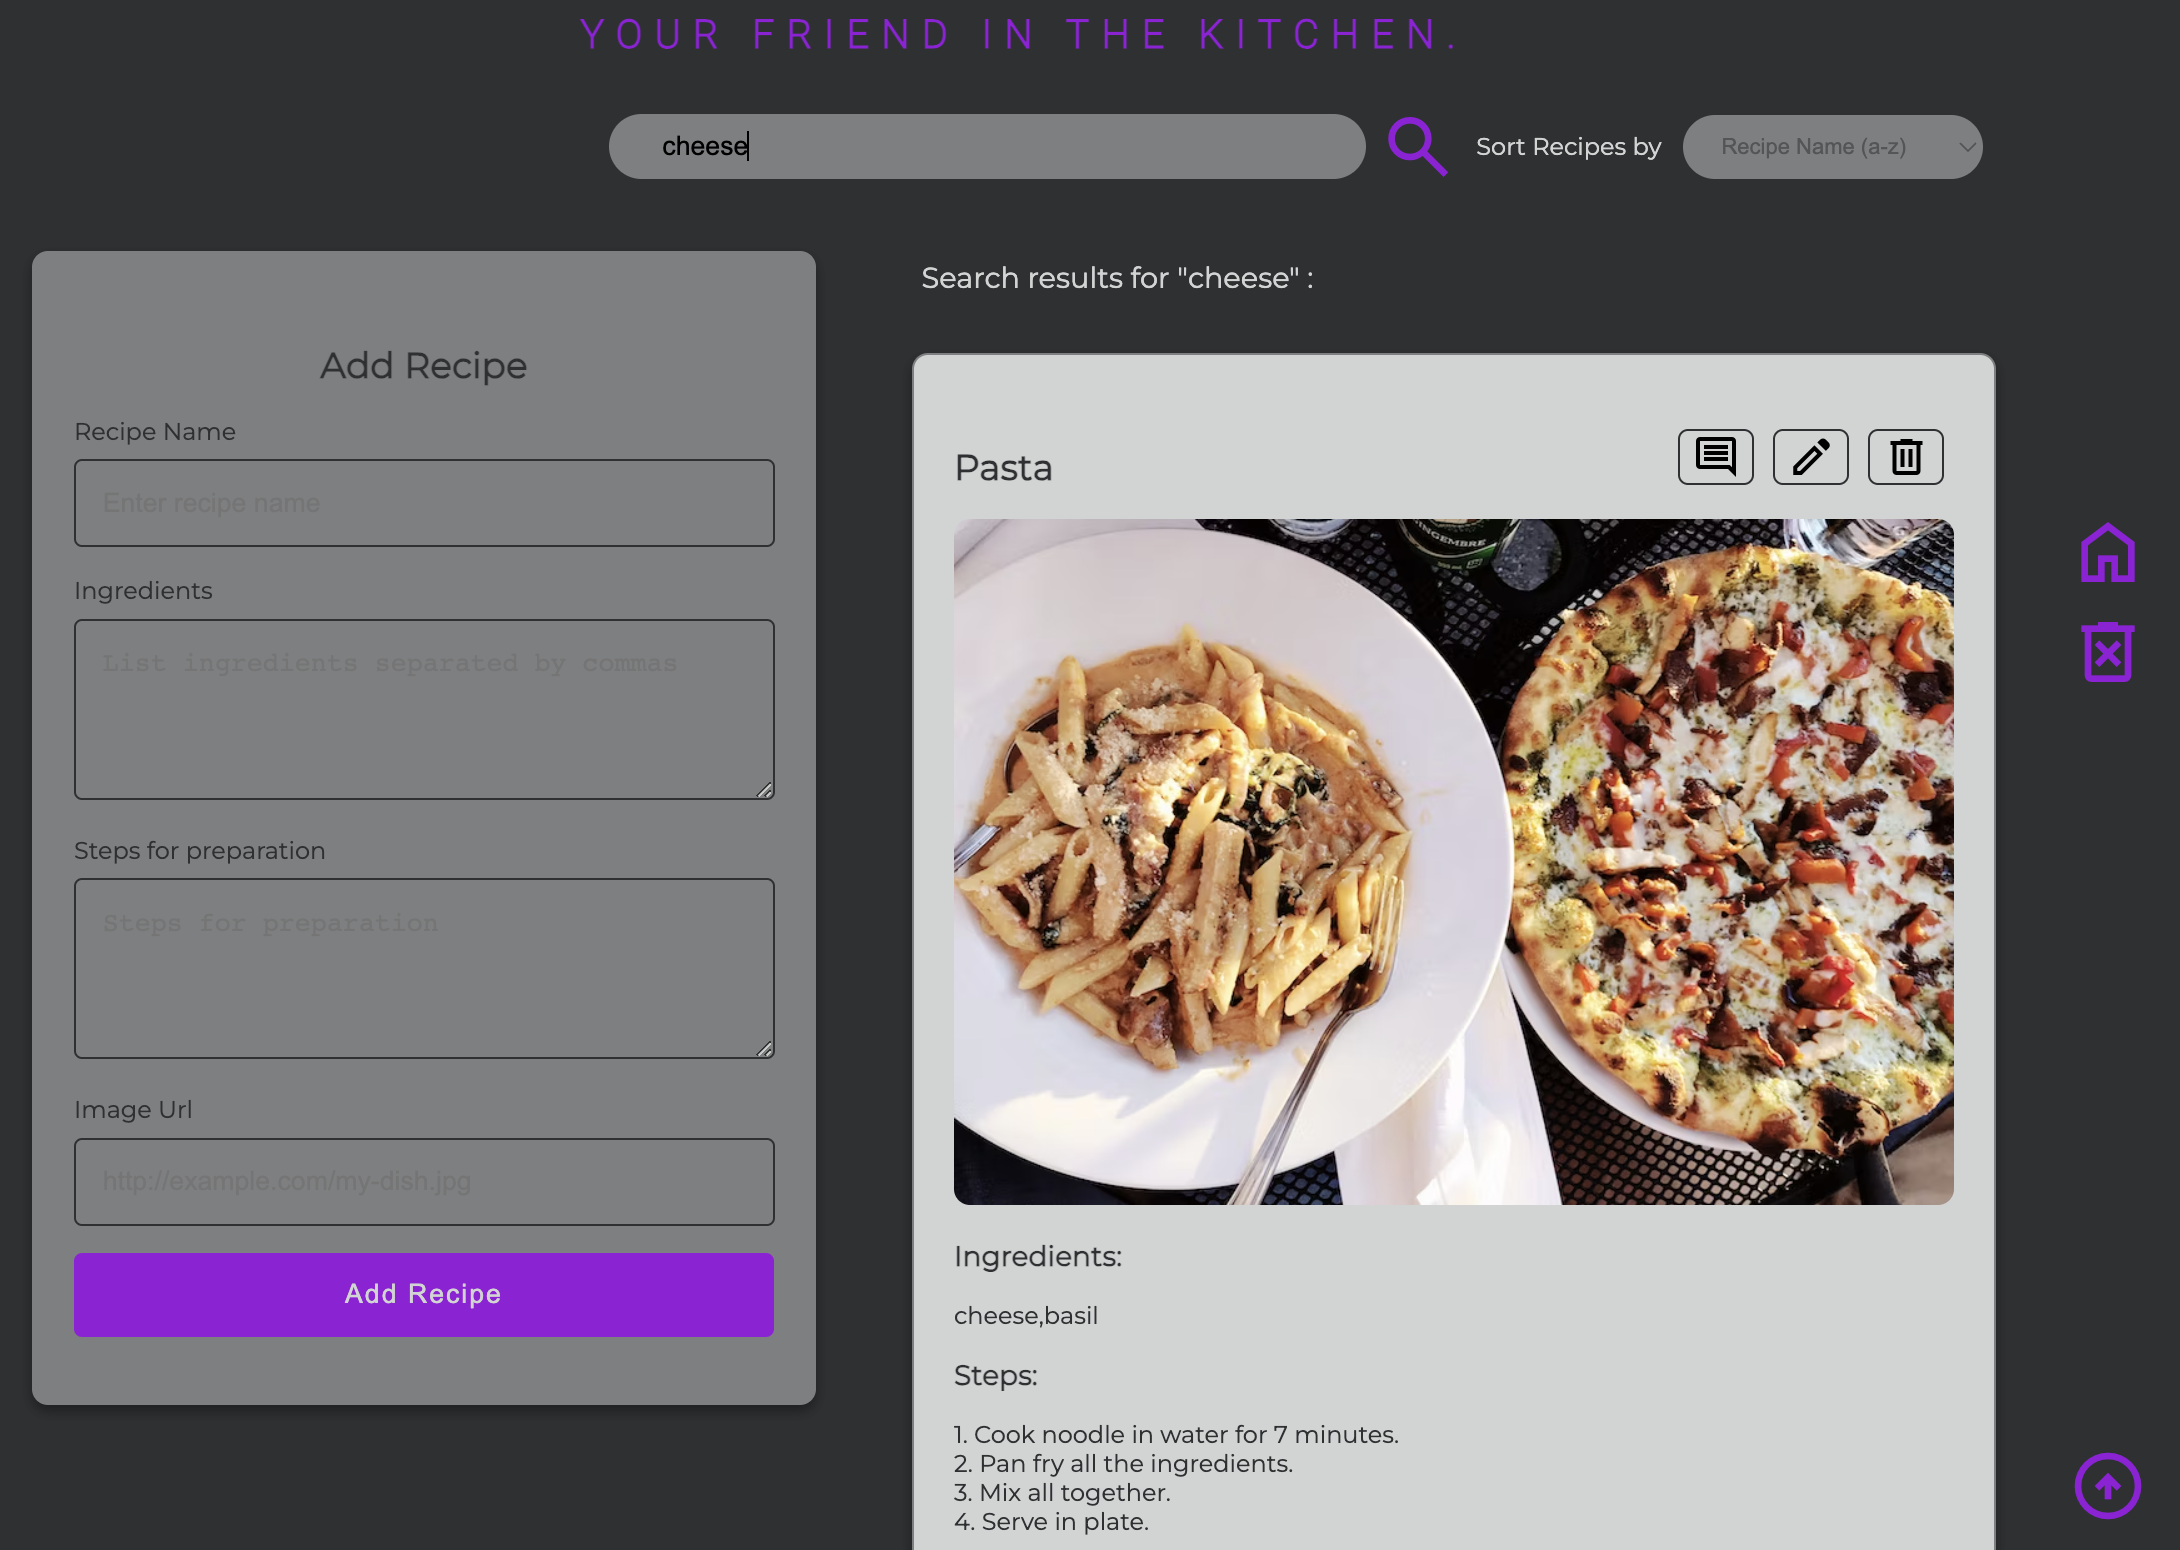 YOUR FRIEND IN THE KITCHEN.
cheese
Sort Recipes by
Recipe Name (a-z)
Add Recipe
Recipe Name
Enter recipe name
Ingredients
List ingredients separated by commas
Steps for preparation
Steps for preparation
Image Url
http://example.com/my-dish.jpg
Add Recipe
Search results for "cheese" :
Pasta
GINGEMBRE
Ingredients:
cheese,basil
Steps:
1. Cook noodle in water for 7 minutes.
2. Pan fry all the ingredients.
3. Mix all together.
4. Serve in plate.